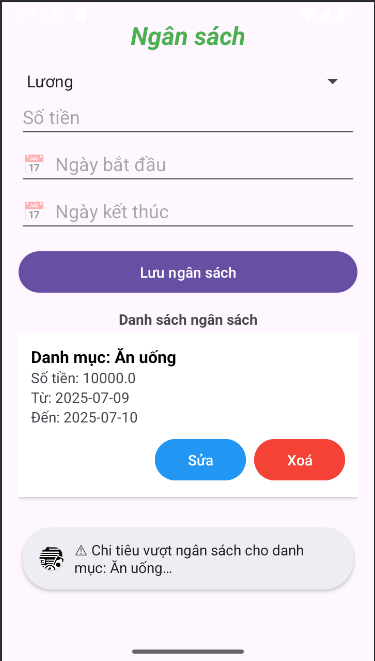 Ngân sách
Lương
Số tiền
📅 Ngày bắt đầu
📅 Ngày kết thúc
Lưu ngân sách
Danh sách ngân sách
Danh mục: Ăn uống
Số tiền: 10000.0
Từ: 2025-07-09
Đến: 2025-07-10
Sửa Xoá
⚠ Chi tiêu vượt ngân sách cho danh
mục: Ăn uống…